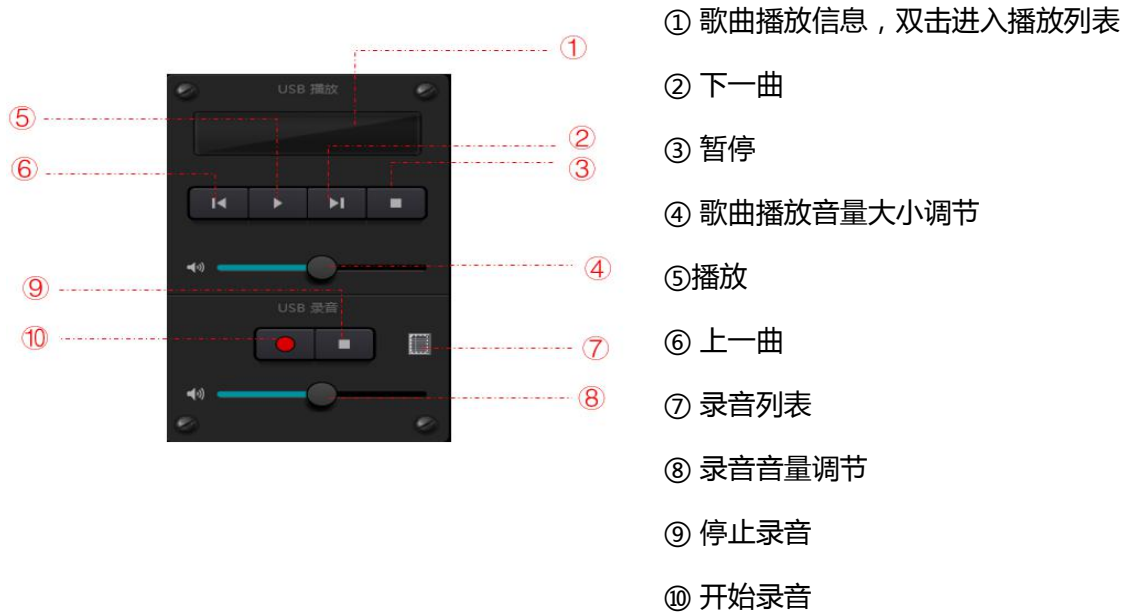 ① 歌曲播放信息，双击进入播放列表
② 下一曲
③ 暂停
④ 歌曲播放音量大小调节
⑤播放
⑥ 上一曲
⑦ 录音列表
⑧ 录音音量调节
⑨ 停止录音
⑩ 开始录音
①
USB 播放
⑤
②
⑥
③
④
⑨
USB 录音
⑩
⑦
⑧